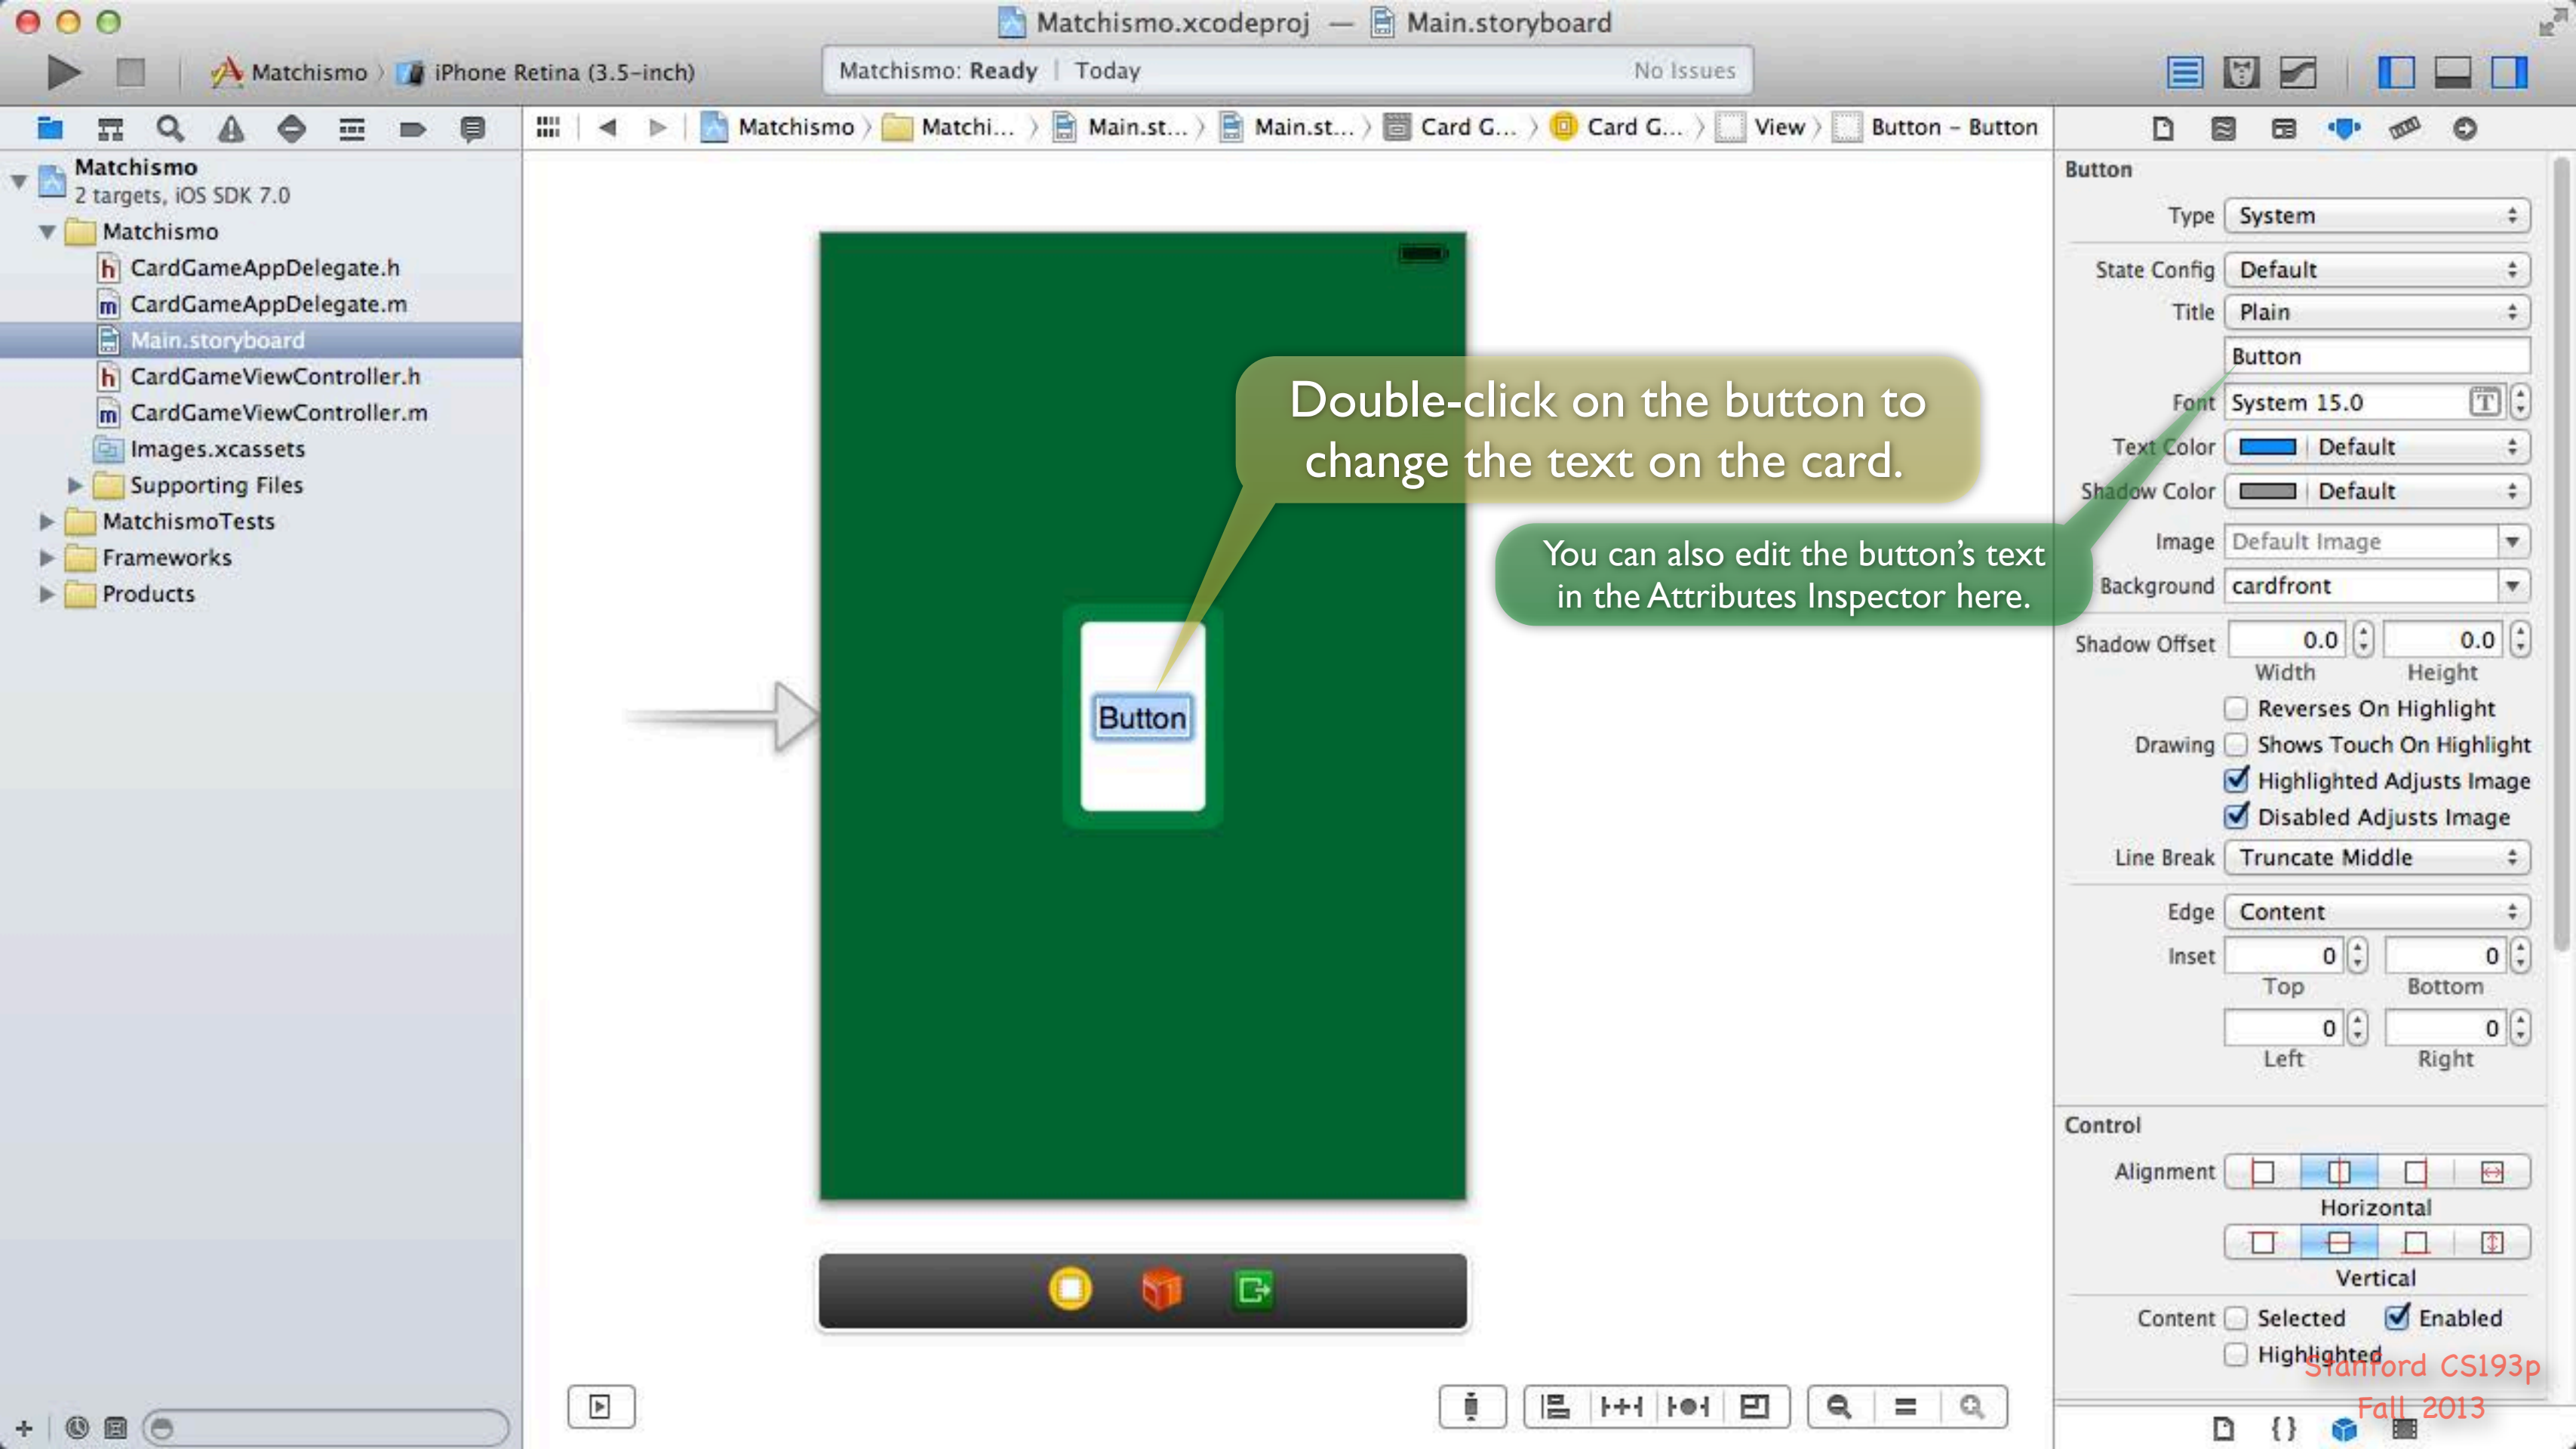 Matchismo.xcodeproj — Main.storyboard
Matchismo iPhone Retina (3.5-inch)
Matchismo: Ready | Today No Issues
Matchismo Matchi... Main.st... Main.st... Card G... Card G... View Button – Button
Matchismo
2 targets, iOS SDK 7.0
Matchismo
h CardGameAppDelegate.h
m CardGameAppDelegate.m
Main.storyboard
h CardGameViewController.h
m CardGameViewController.m
Images.xcassets
Supporting Files
MatchismoTests
Frameworks
Products
Double-click on the button to
change the text on the card.
You can also edit the button's text
in the Attributes Inspector here.
Button
Button
Type System
State Config Default
Title Plain
Button
Font System 15.0 T
Text Color Default
Shadow Color Default
Image Default Image
Background cardfront
Shadow Offset 0.0 0.0
Width Height
Reverses On Highlight
Drawing Shows Touch On Highlight
Highlighted Adjusts Image
Disabled Adjusts Image
Line Break Truncate Middle
Edge Content
Inset 0 0
Top Bottom
0 0
Left Right
Control
Alignment
Horizontal
Vertical
Content Selected Enabled
Highlighted
Stanford CS193p
Fall 2013
{}